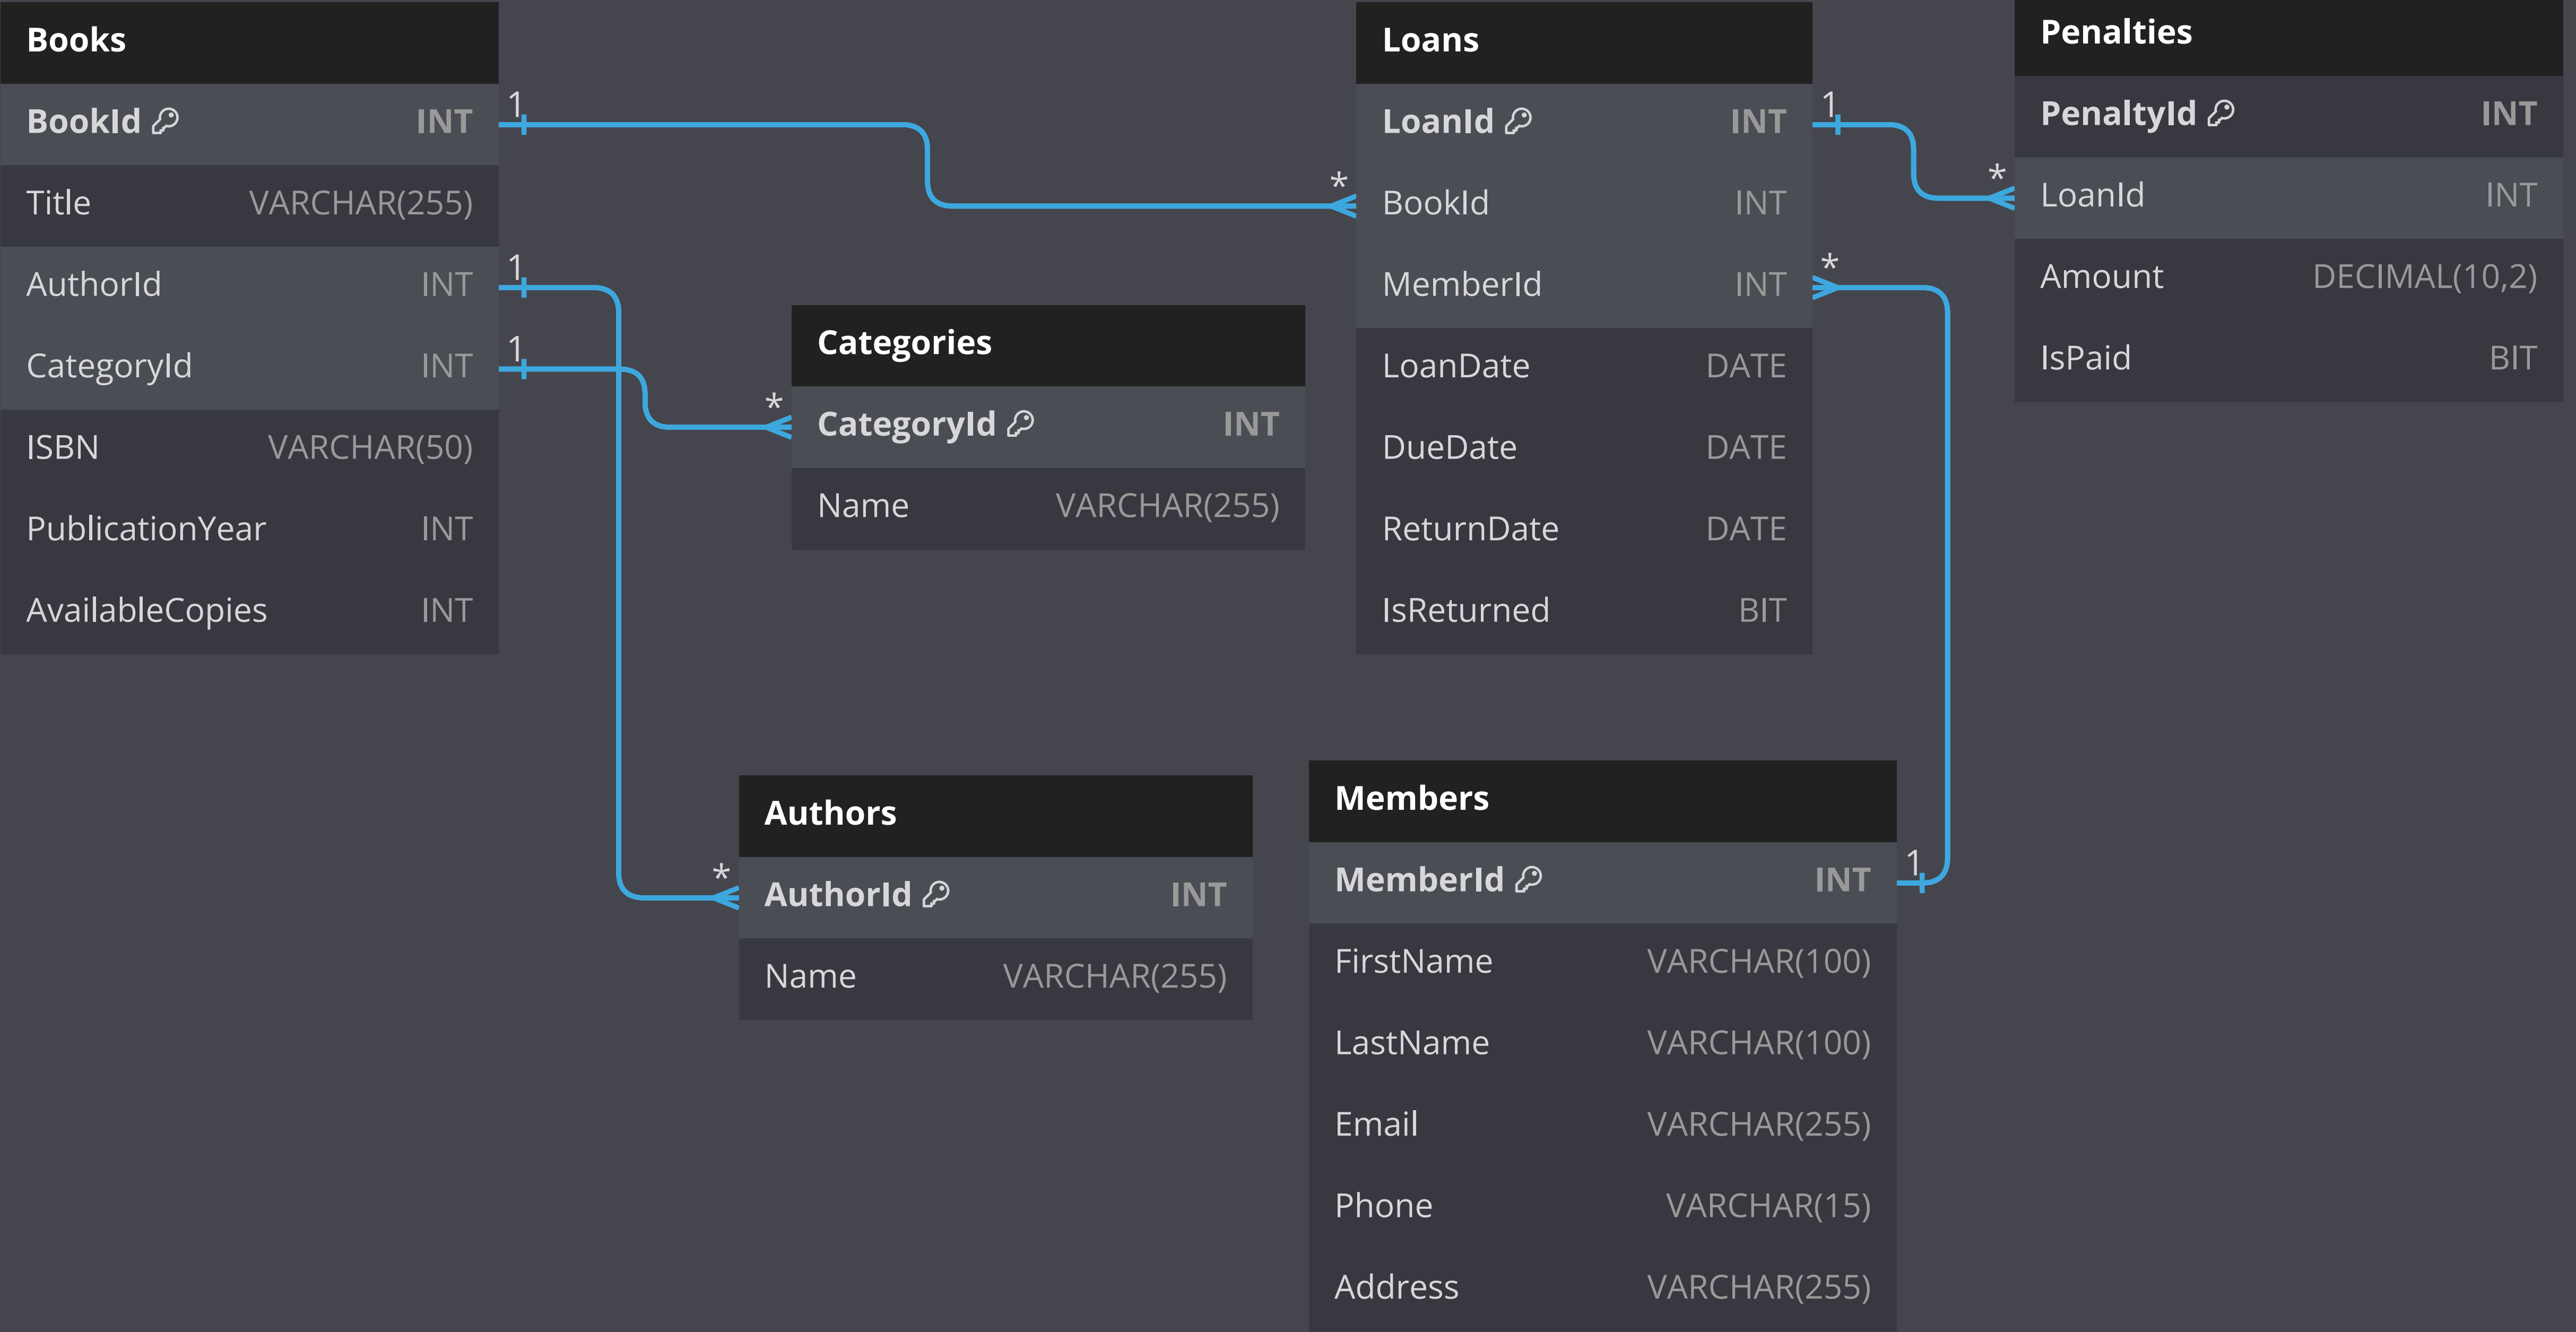 Books
BookId INT
Title VARCHAR(255)
AuthorId INT
CategoryId INT
ISBN VARCHAR(50)
PublicationYear INT
AvailableCopies INT
1
1
1
*
*
*
Categories
CategoryId INT
Name VARCHAR(255)
Authors
AuthorId INT
Name VARCHAR(255)
Loans
LoanId INT
BookId INT
MemberId INT
LoanDate DATE
DueDate DATE
ReturnDate DATE
IsReturned BIT
1
*
*
1
Members
MemberId INT
FirstName VARCHAR(100)
LastName VARCHAR(100)
Email VARCHAR(255)
Phone VARCHAR(15)
Address VARCHAR(255)
Penalties
PenaltyId INT
LoanId INT
Amount DECIMAL(10,2)
IsPaid BIT